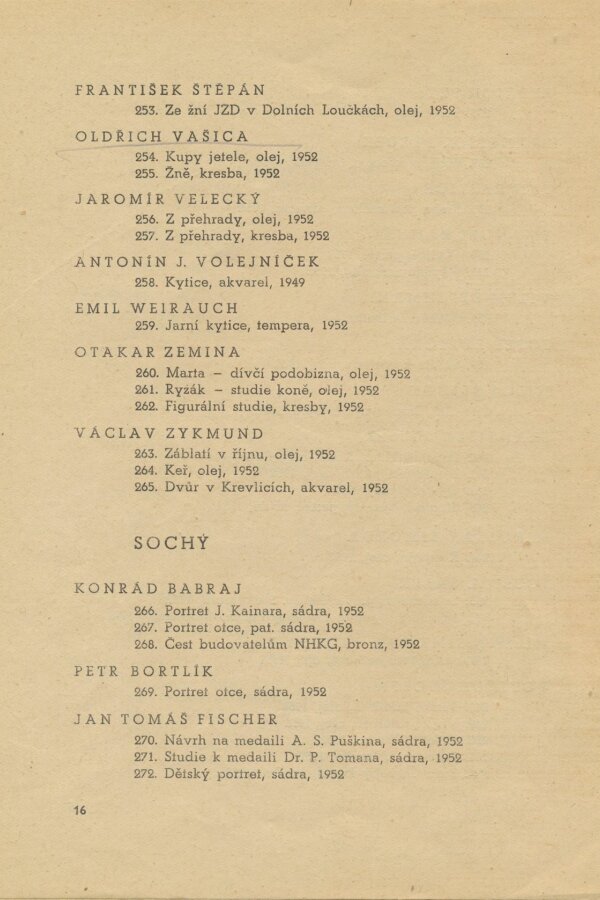 FRANTIŠEK ŠTĚPÁN
253. Ze žní JZD v Dolních Loučkách, olej, 1952
OLDŘICH VAŠICA
254. Kupy jetele, olej, 1952
255. Žně, kresba, 1952
JAROMÍR VELECKÝ
256. Z přehrady, olej, 1952
257. Z přehrady, kresba, 1952
ANTONÍN J. VOLEJNÍČEK
258. Kytice, akvarel, 1949
EMIL WEIRAUCH
259. Jarní kytice, tempera, 1952
OTAKAR ZEMINA
260. Marta – dívčí podobizna, olej, 1952
261. Ryzák – studie koně, olej, 1952
262. Figurální studie, kresby, 1952
VÁCLAV ZYKMUND
263. Záblatí v říjnu, olej, 1952
264. Keř, olej, 1952
265. Dvůr v Krevlicích, akvarel, 1952
SOCHY
KONRÁD BABRAJ
266. Portret J. Kainara, sádra, 1952
267. Portret otce, pat. sádra, 1952
268. Čest budovatelům NHKG, bronz, 1952
PETR BORTLÍK
269. Portret otce, sádra, 1952
JAN TOMÁŠ FISCHER
270. Návrh na medaili A. S. Puškina, sádra, 1952
271. Studie k medaili Dr. P. Tomana, sádra, 1952
272. Dětský portret, sádra, 1952
16